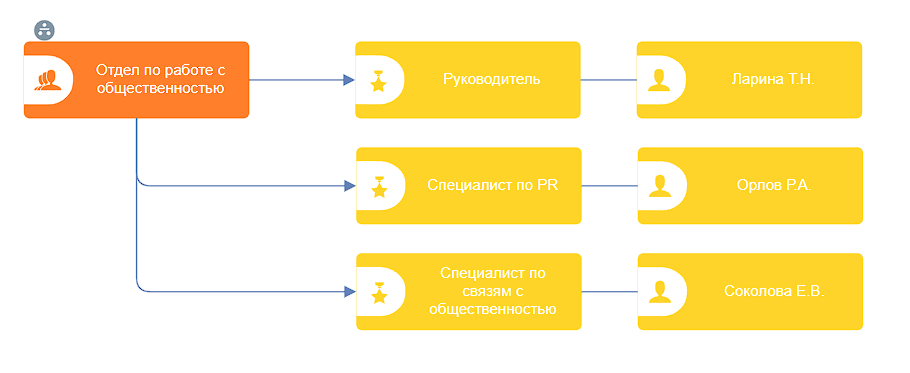 Отдел по работе с
общественностью
Руководитель
Ларина Т.Н.
Специалист по PR
Орлов Р.А.
Специалист по
связям с
общественностью
Соколова Е.В.